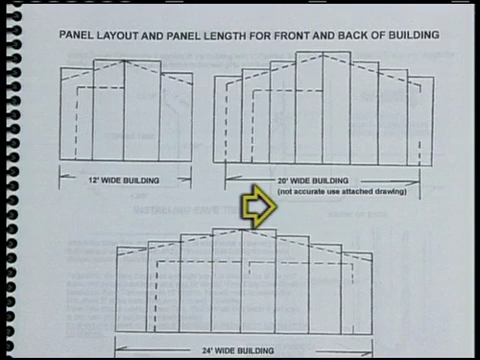 PANEL LAYOUT AND PANEL LENGTH FOR FRONT AND BACK OF BUILDING
12' WIDE BUILDING
20' WIDE BUILDING
(not accurate use attached drawing)
24' WIDE BUILDING